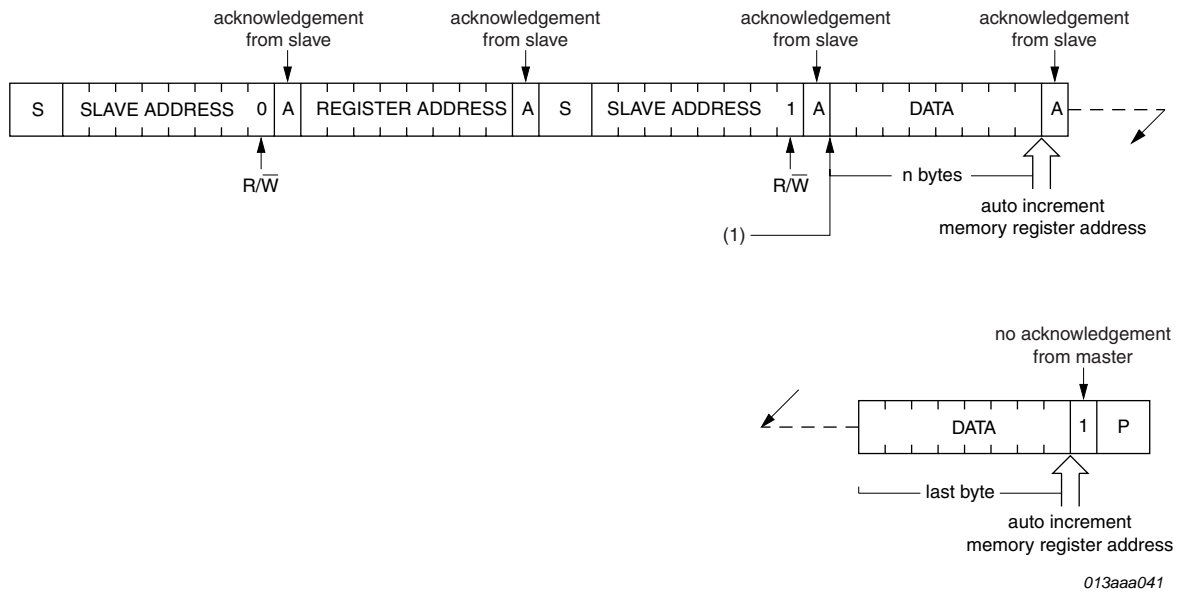 acknowledgement
from slave
acknowledgement
from slave
acknowledgement
from slave
acknowledgement
from slave
S SLAVE ADDRESS 0 A REGISTER ADDRESS A S SLAVE ADDRESS 1 A DATA A
R/W̅
R/W̅
n bytes
auto increment
memory register address
(1)
no acknowledgement
from master
DATA 1 P
last byte
auto increment
memory register address
013aaa041